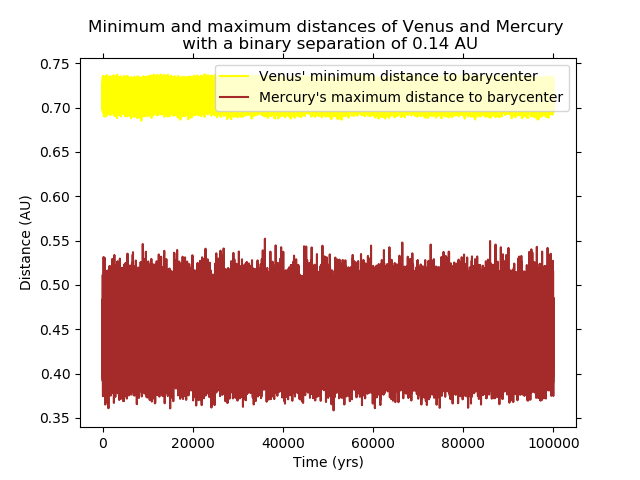 Minimum and maximum distances of Venus and Mercury
with a binary separation of 0.14 AU
Venus' minimum distance to barycenter
Mercury's maximum distance to barycenter
0.75
0.70
0.65
0.60
0.55
0.50
0.45
0.40
0.35
Distance (AU)
0 20000 40000 60000 80000 100000
Time (yrs)